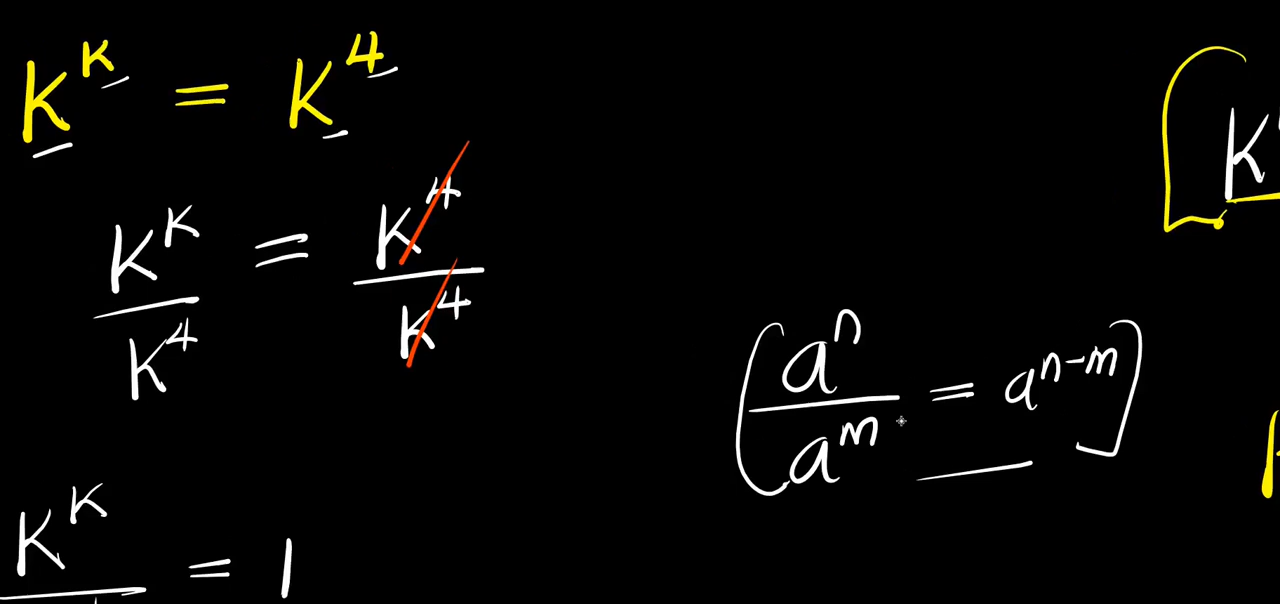 K^K = K^4
K
K^K/K^4 = K^4/K^4
(a^n/a^m = a^(n-m)]
K^K/ = 1